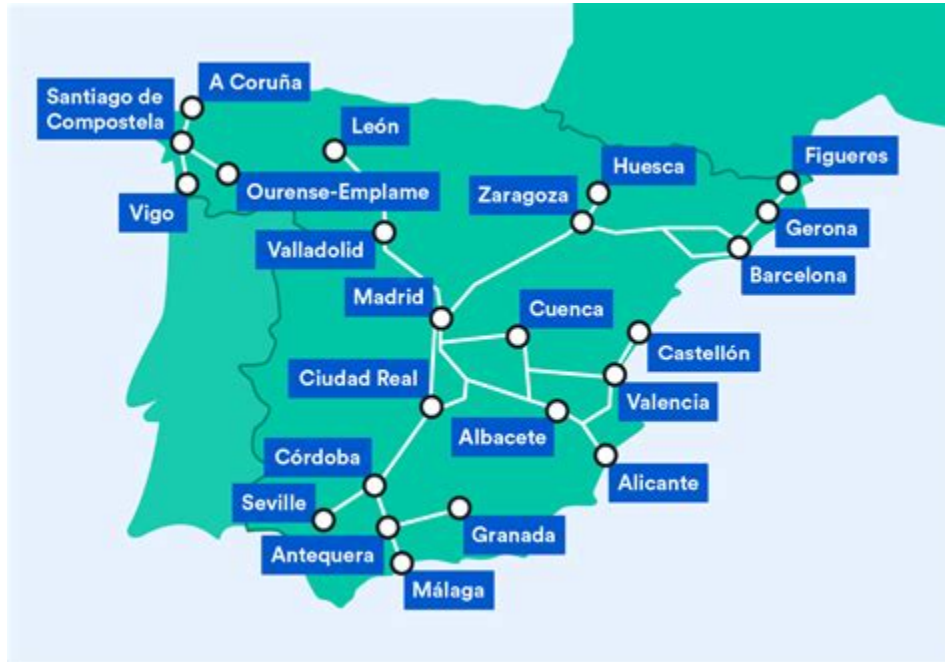 A Coruña
Santiago de
Compostela
León
Huesca
Figueres
Ourense-Emplame
Zaragoza
Vigo
Gerona
Valladolid
Barcelona
Madrid
Cuenca
Castellón
Ciudad Real
Valencia
Albacete
Córdoba
Alicante
Seville
Granada
Antequera
Málaga